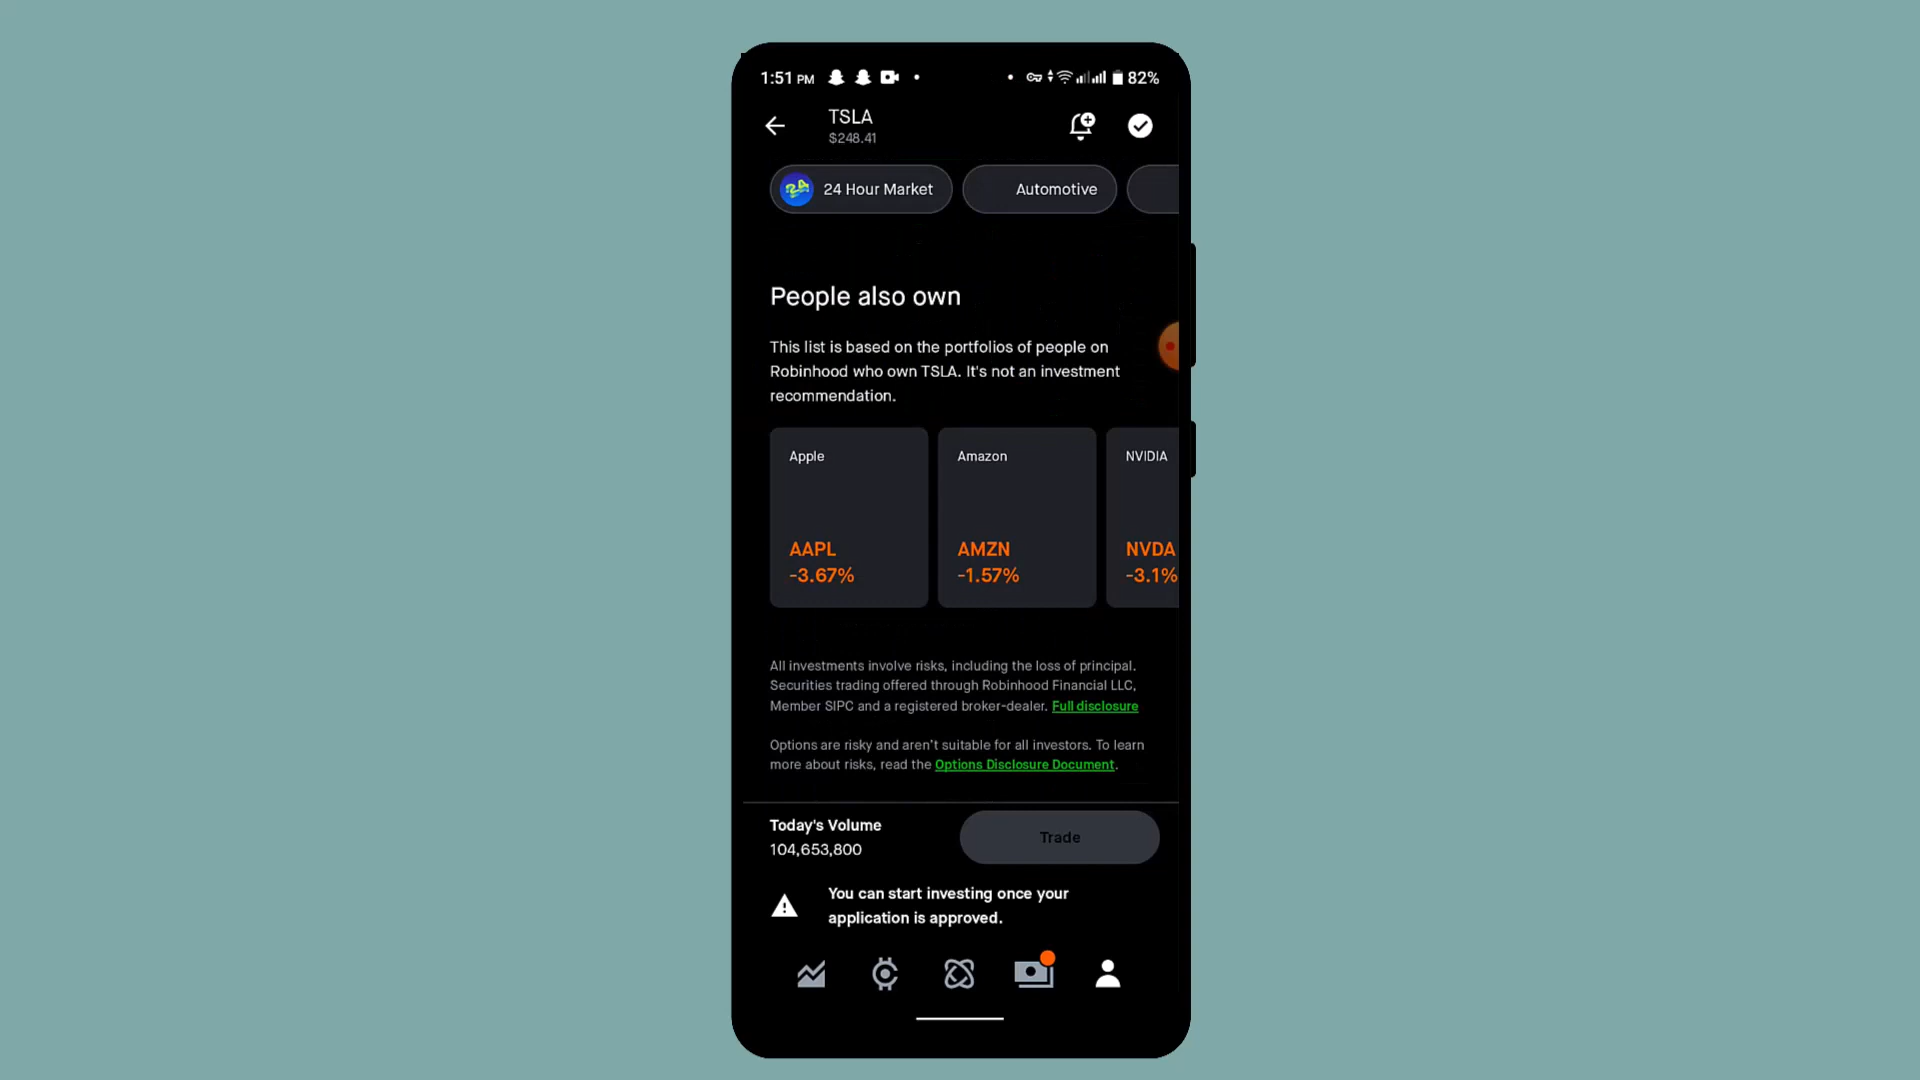 1:51 PM
82%
TSLA
$248.41
24 Hour Market
Automotive
People also own
This list is based on the portfolios of people on
Robinhood who own TSLA. It's not an investment
recommendation.
Apple
AAPL
-3.67%
Amazon
AMZN
-1.57%
NVIDIA
NVDA
-3.1%
All investments involve risks, including the loss of principal.
Securities trading offered through Robinhood Financial LLC,
Member SIPC and a registered broker-dealer. Full disclosure
Options are risky and aren't suitable for all investors. To learn
more about risks, read the Options Disclosure Document.
Today's Volume
104,653,800
Trade
You can start investing once your
application is approved.